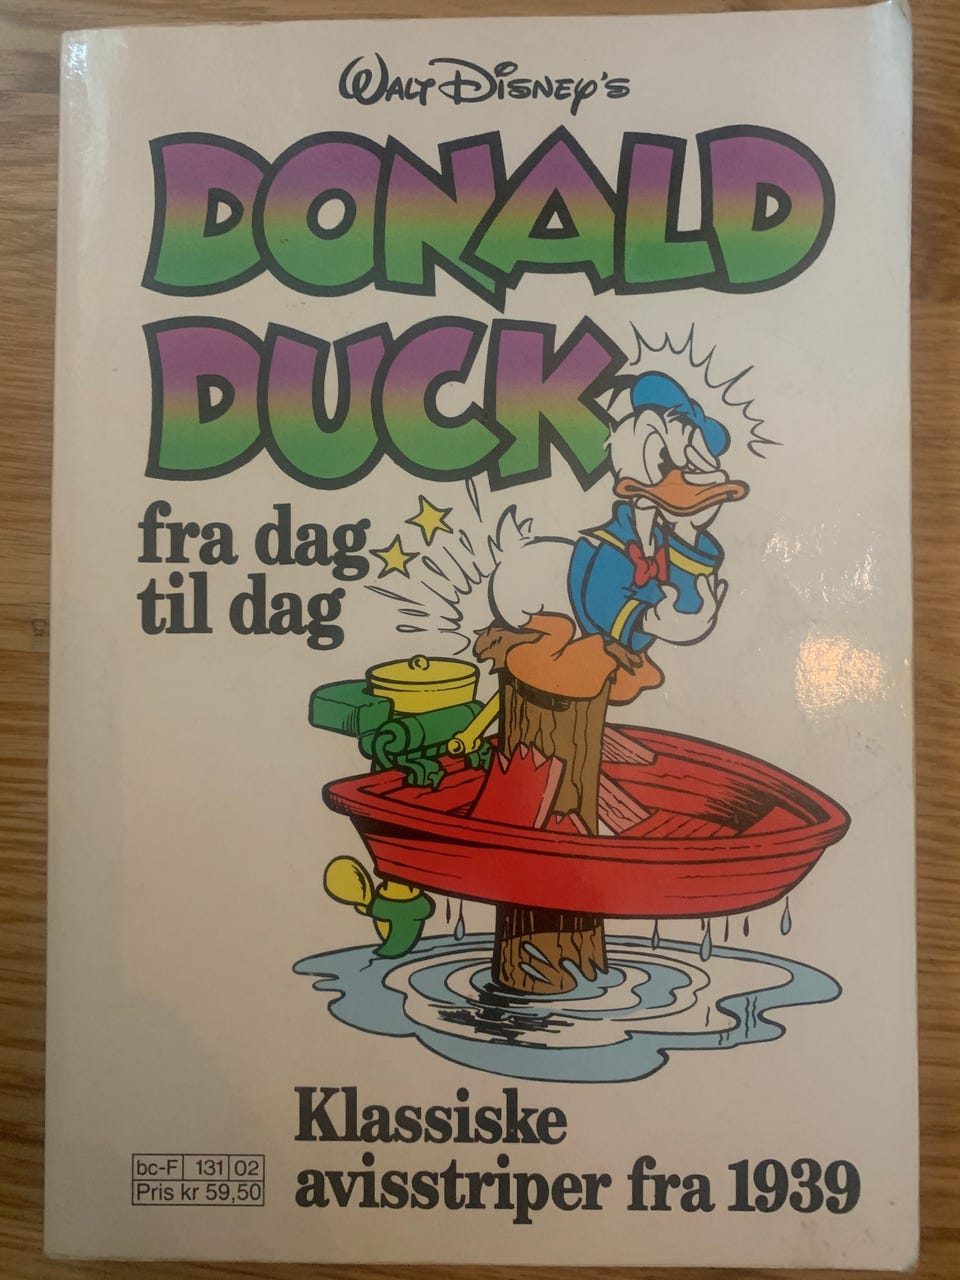 WALT DISNEY'S
DONALD
DUCK
fra dag
til dag
Klassiske
avisstriper fra 1939
bc-F 131 02
Pris kr 59,50